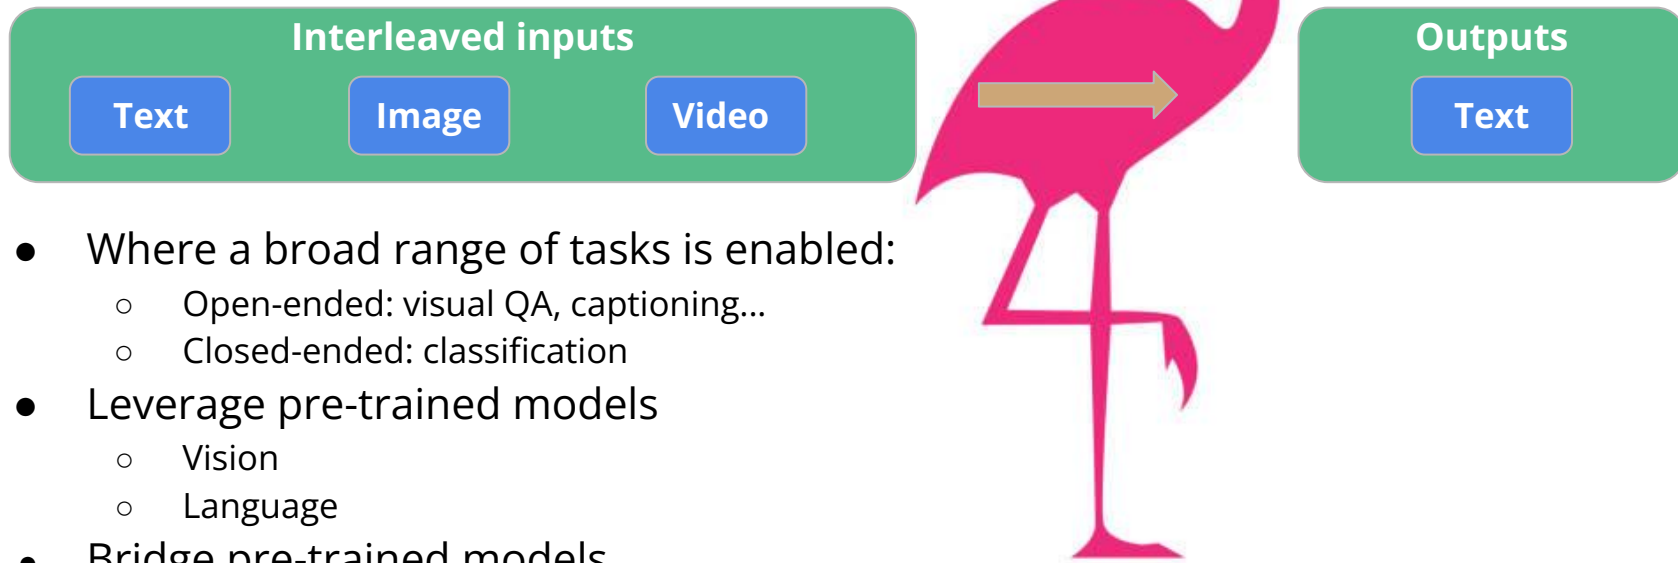 Interleaved inputs
Text Image Video
Outputs
Text
● Where a broad range of tasks is enabled:
○ Open-ended: visual QA, captioning...
○ Closed-ended: classification
● Leverage pre-trained models
○ Vision
○ Language
● Bridge pre-trained models